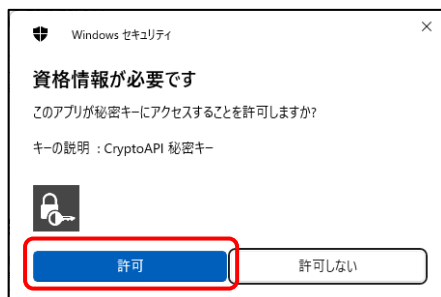 Windows セキュリティ
資格情報が必要です
このアプリが秘密キーにアクセスすることを許可しますか?
キーの説明 : CryptoAPI 秘密キー
許可
許可しない